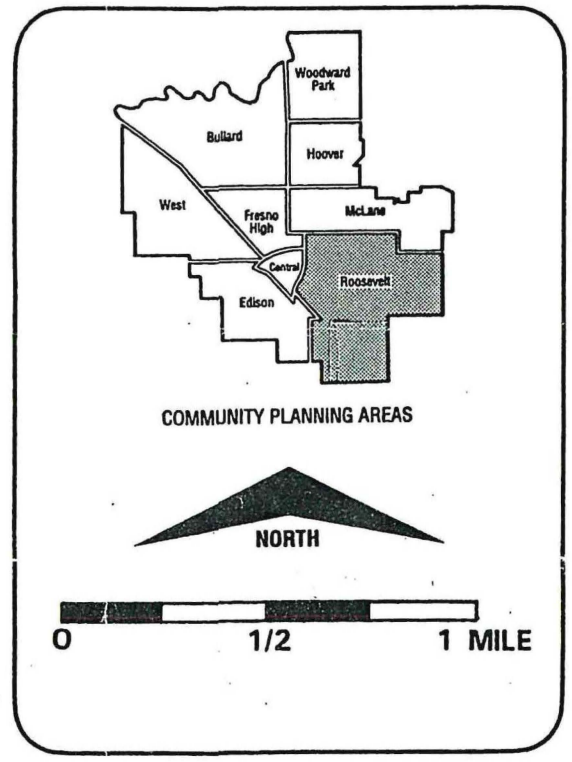 Woodward
Park
Bullard
Hoover
West
Fresno
High
McLane
Central
Roosevelt
Edison
COMMUNITY PLANNING AREAS
NORTH
0 1/2 1 MILE